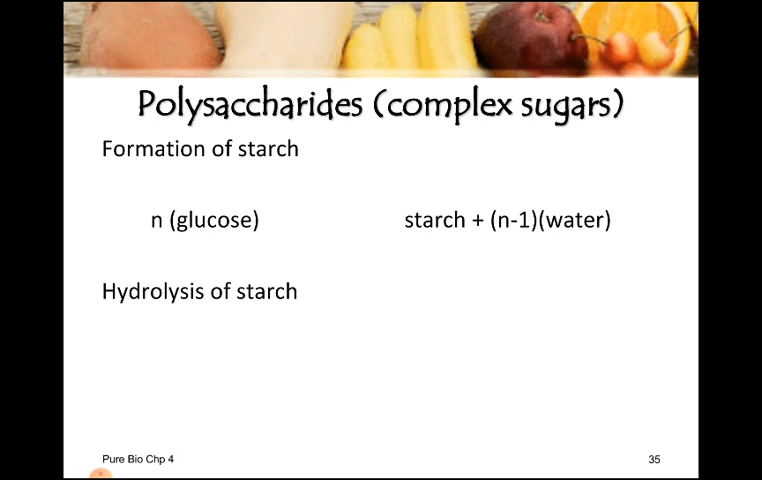 Polysaccharides (complex sugars)
Formation of starch
n (glucose) starch + (n-1)(water)
Hydrolysis of starch
Pure Bio Chp 4 35